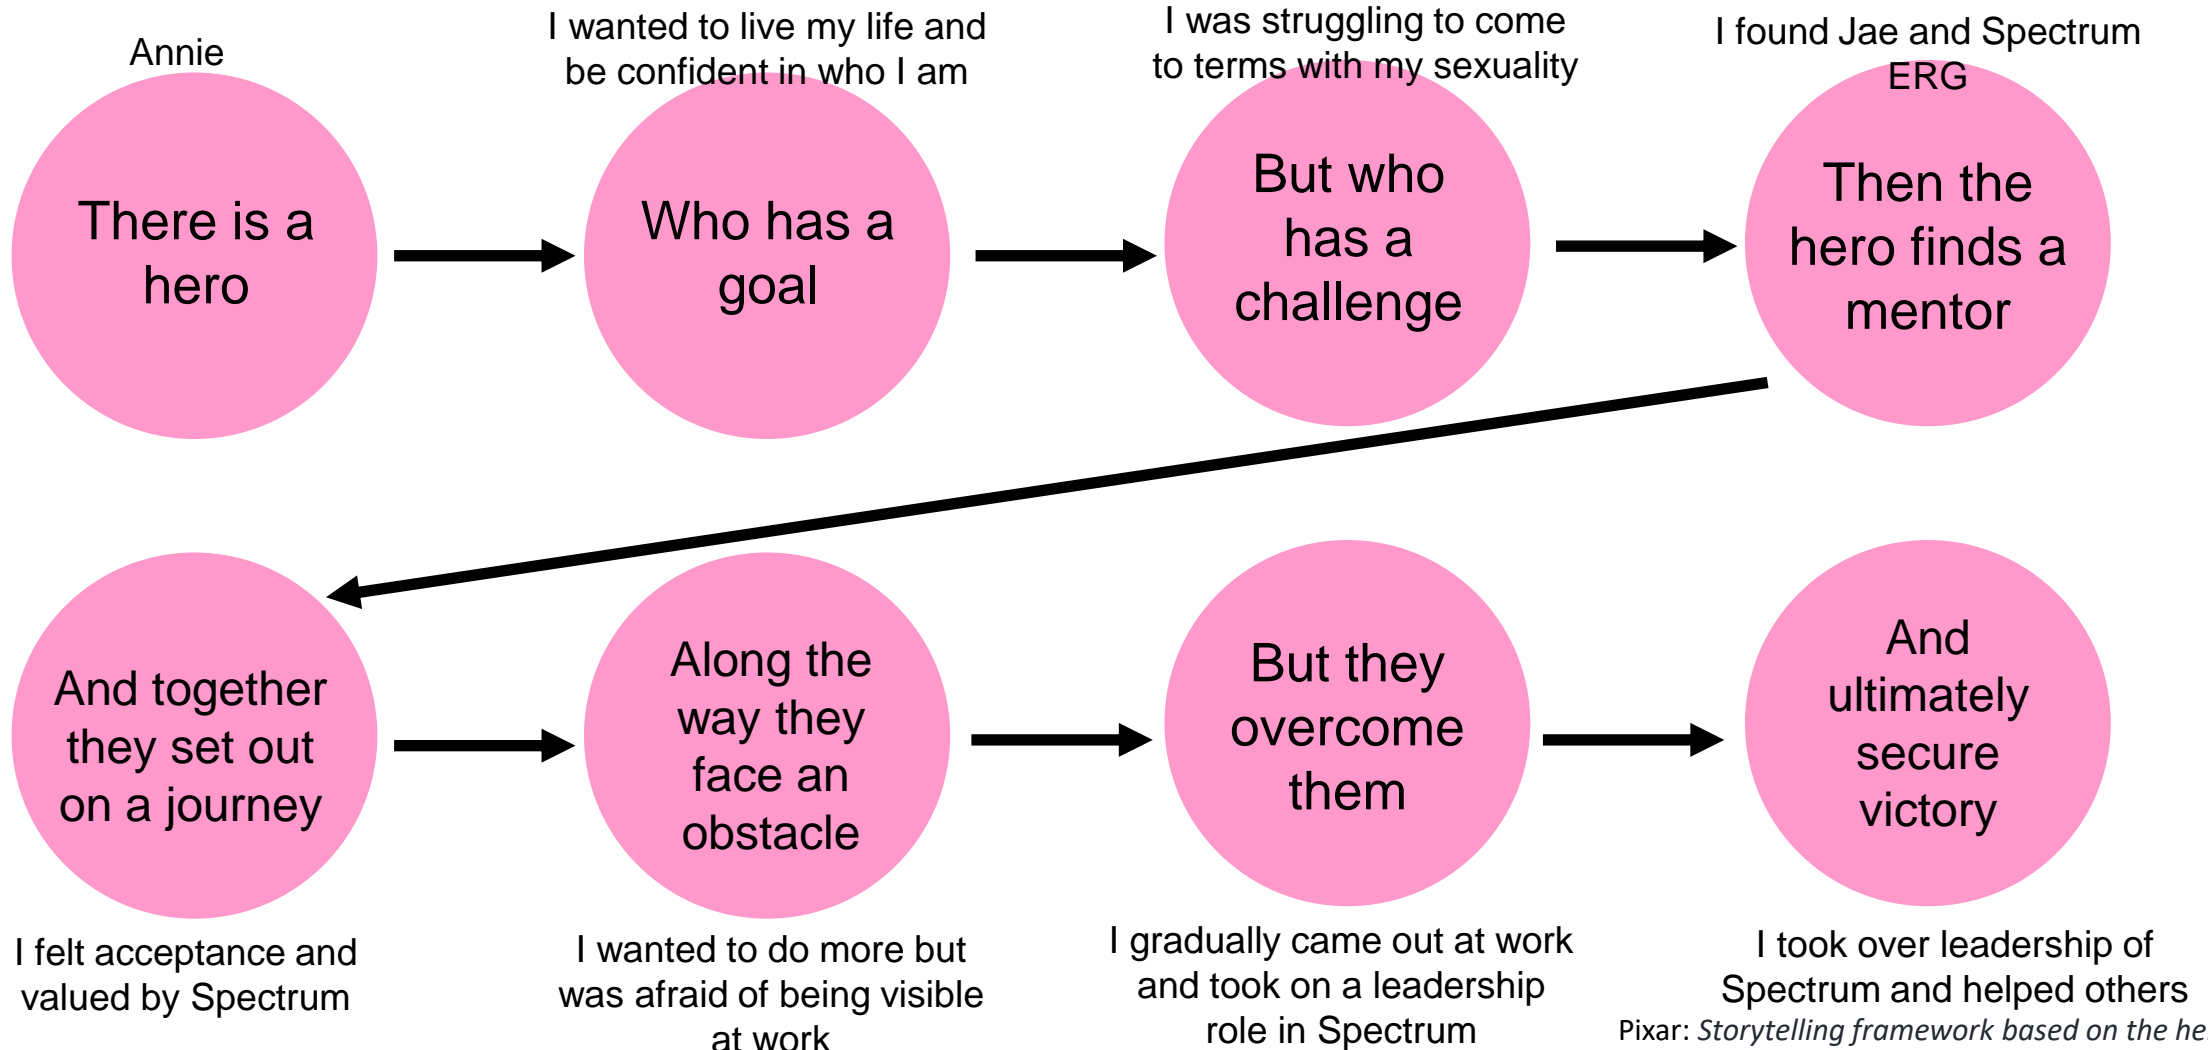 Annie
There is a
hero
I wanted to live my life and
be confident in who I am
Who has a
goal
I was struggling to come
to terms with my sexuality
But who
has a
challenge
I found Jae and Spectrum
ERG
Then the
hero finds a
mentor
And together
they set out
on a journey
I felt acceptance and
valued by Spectrum
Along the
way they
face an
obstacle
I wanted to do more but
was afraid of being visible
at work
But they
overcome
them
I gradually came out at work
and took on a leadership
role in Spectrum
And
ultimately
secure
victory
I took over leadership of
Spectrum and helped others
Pixar: Storytelling framework based on the he